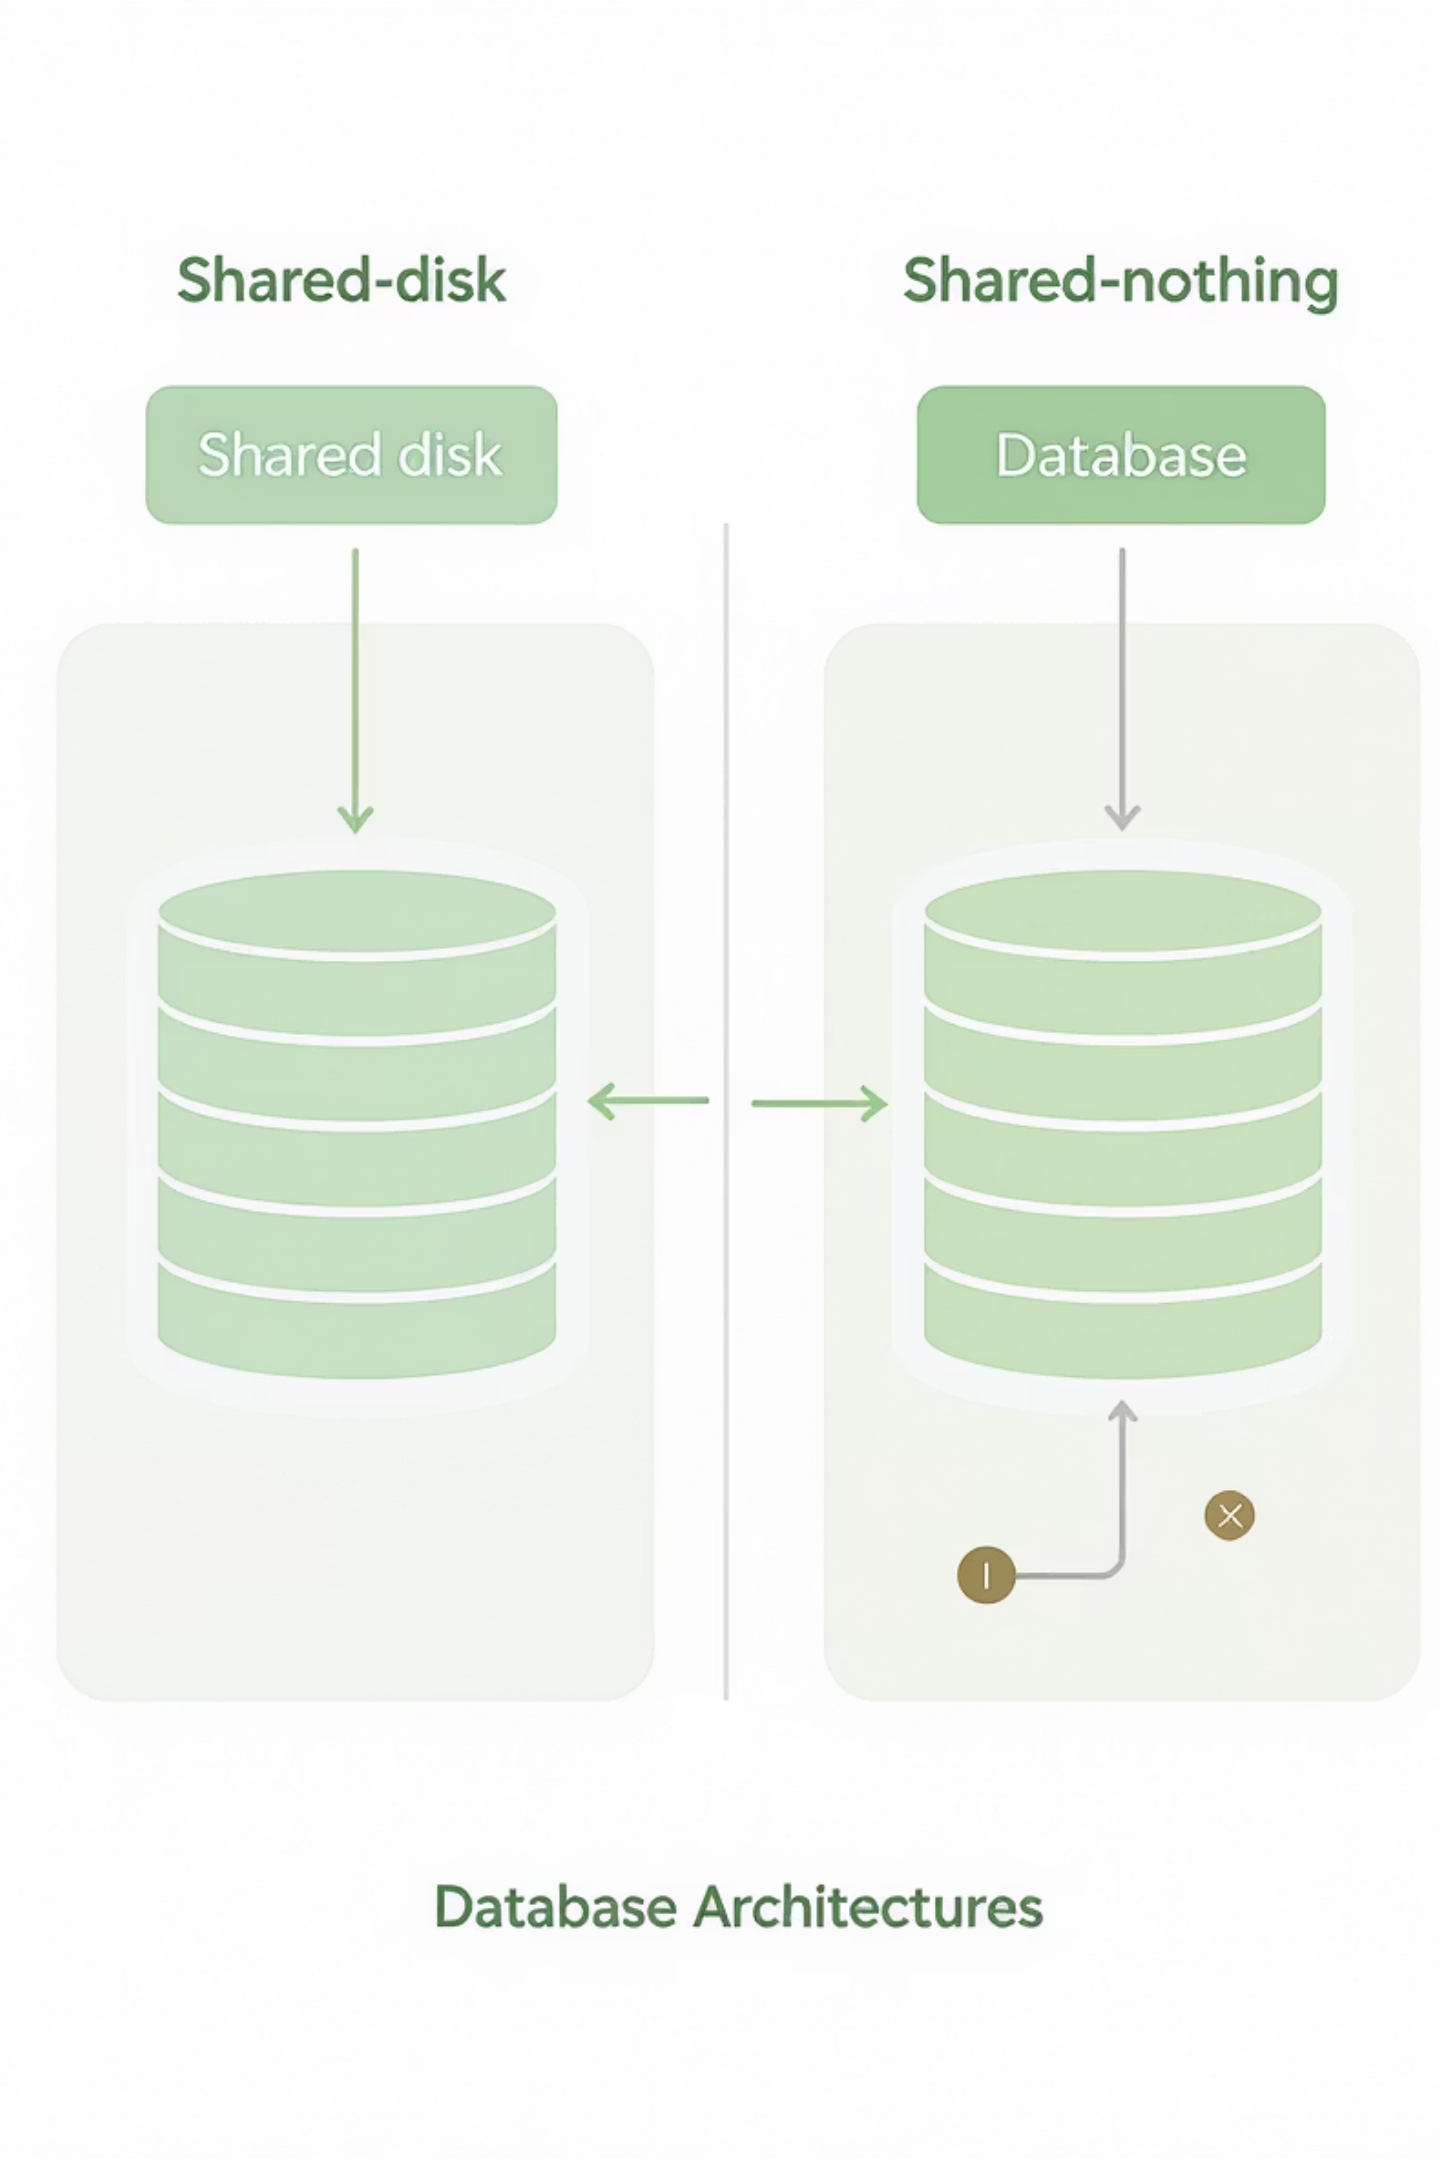 Shared-disk
Shared-nothing
Shared disk
Database
Database Architectures